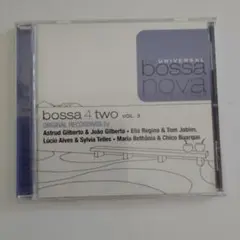 UNIVERSAL
bossa
nova
bossa 4 two VOL. 2
ORIGINAL RECORDINGS by
Astrud Gilberto & João Gilberto • Elis Regina & Tom Jobim,
Lúcio Alves & Sylvia Telles • Maria Bethânia & Chico Buarque